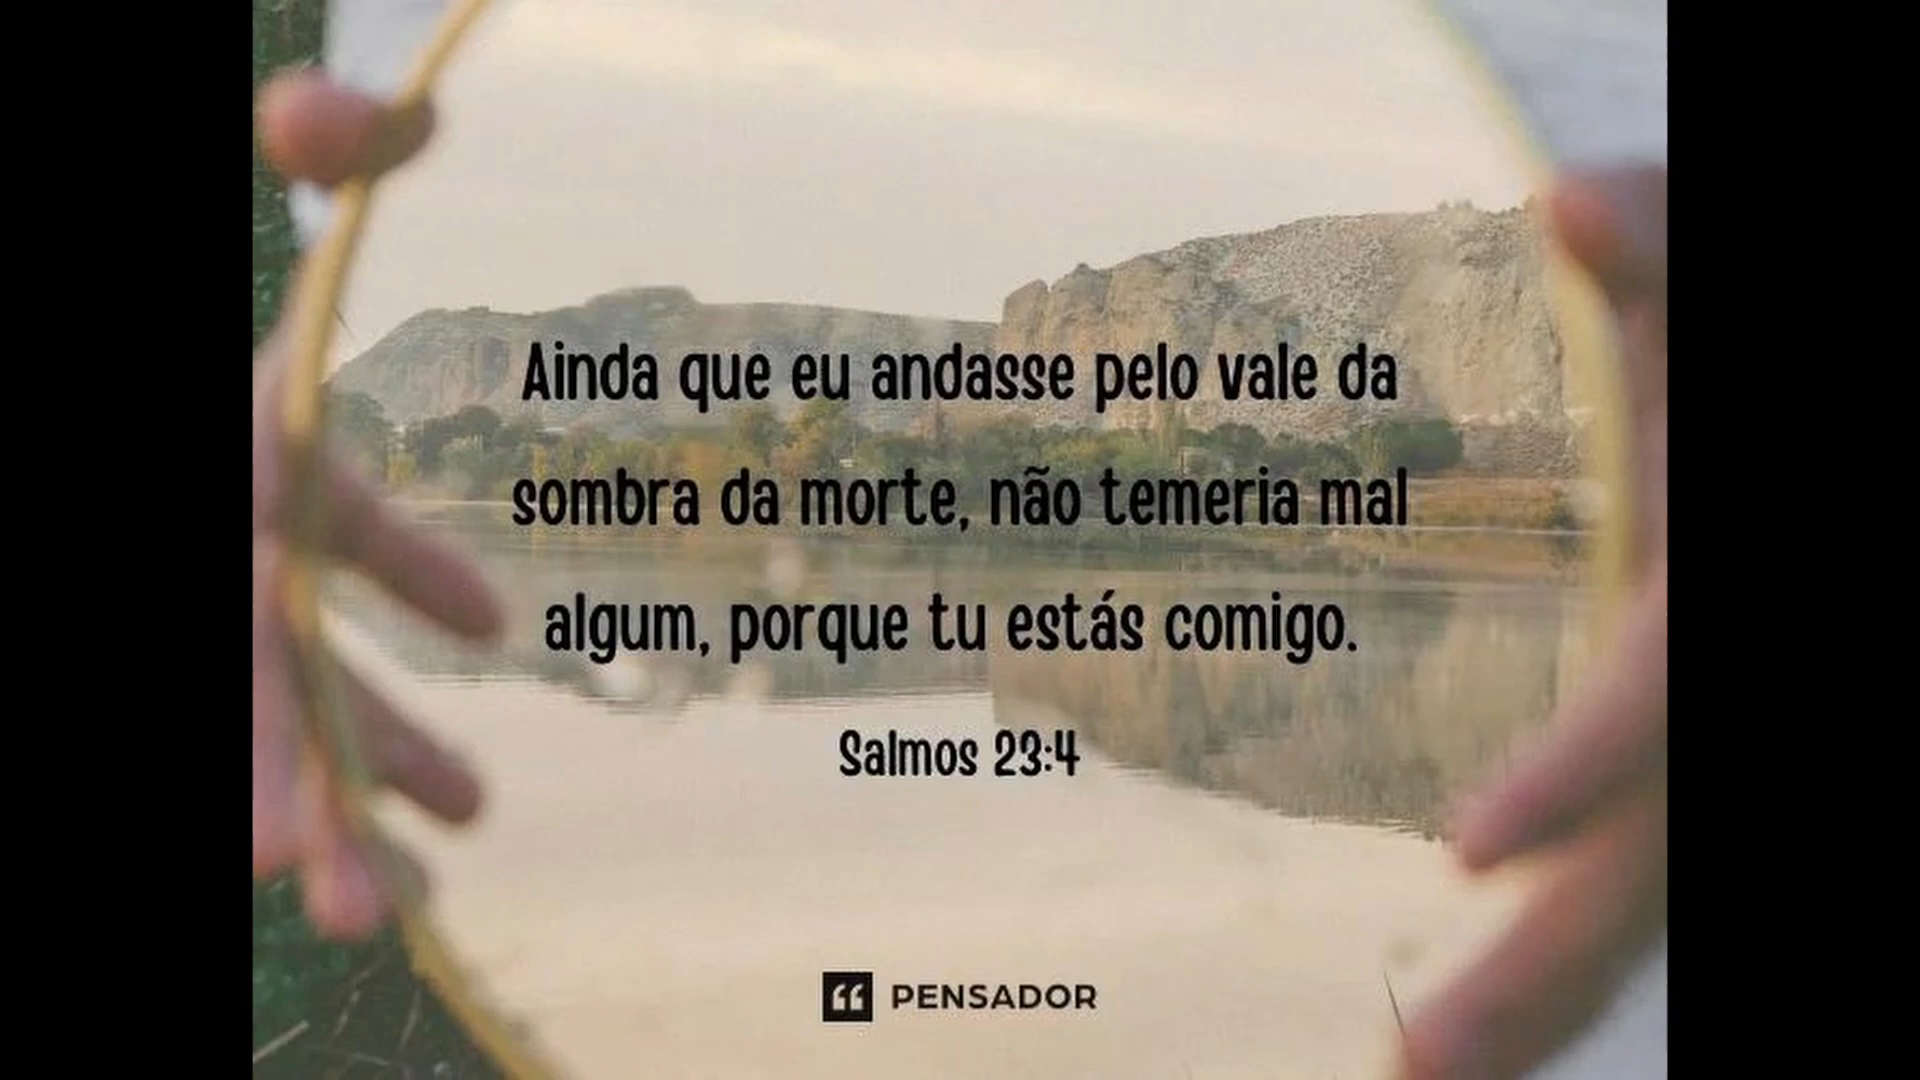 Ainda que eu andasse pelo vale da
sombra da morte, não temeria mal
algum, porque tu estás comigo.
Salmos 23:4
PENSADOR